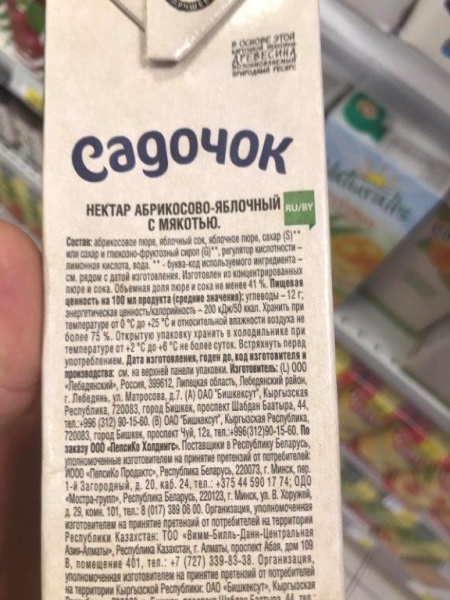 В ОСНОВЕ ЭТОЙ
КАРТОННОЙ УПАКОВКИ
ДРЕВЕСИНА
ВОЗОБНОВЛЯЕМЫЙ
ПРИРОДНЫЙ РЕСУРС
Садочок
НЕКТАР АБРИКОСОВО-ЯБЛОЧНЫЙ RU/BY
С МЯКОТЬЮ.
Состав: абрикосовое пюре, яблочный сок, яблочное пюре, сахар (S)**
или сахар и глюкозно-фруктозный сироп (G)**, регулятор кислотности –
лимонная кислота, вода. ** - буква-код используемого ингредиента –
см. рядом с датой изготовления. Изготовлен из концентрированных
пюре и сока. Объемная доля пюре и сока не менее 41 %. Пищевая
ценность на 100 мл продукта (средние значения): углеводы – 12 г;
энергетическая ценность/калорийность – 200 кДж/50 ккал. Хранить при
температуре от 0 °С до +25 °С и относительной влажности воздуха не
более 75 %. Открытую упаковку хранить в холодильнике при
температуре от +2 °С до +6 °С не более суток. Встряхнуть перед
употреблением. Дата изготовления, годен до, код изготовителя и
производства: см. на верхней панели упаковки. Изготовитель: (L) ООО
«Лебедянский», Россия, 399612, Липецкая область, Лебедянский район,
г. Лебедянь, ул. Матросова, д.7. (А) ОАО "Бишкексут", Кыргызская
Республика, 720083, город Бишкек, проспект Шабдан Баатыра, 44,
тел.:+996 (312) 90-15-60. (В) ОАО "Бишкексут", Кыргызская Республика,
720083, город Бишкек, проспект Чуй, 12а, тел.:+996(312)90-15-60. По
заказу ООО «ПепсиКо Холдингс». Поставщики в Республику Беларусь,
уполномоченные изготовителем на принятие претензий от потребителей:
ИООО «ПепсиКо Продактс», Республика Беларусь, 220073, г. Минск, пер.
1-й Загородный, д. 20, каб. 24, тел.: +375 44 590 17 74; ОДО
«Мостра-групп», Республика Беларусь, 220123, г. Минск, ул. В. Хоружей,
д. 29, комн. 101, тел.: 8 (017) 389 06 00. Организация, уполномоченная
изготовителем на принятие претензий от потребителей на территории
Республики Казахстан: ТОО «Вимм-Билль-Данн-Центральная
Азия-Алматы», Республика Казахстан, г. Алматы, проспект Абая, дом 109
В, помещение 401, тел.: +7 (727) 339-83-38. Организация,
уполномоченная изготовителем на принятие претензий от потребителей
на территории Кыргызской Республики: ОАО «Бишкексут», Кыргызская
Naturalis